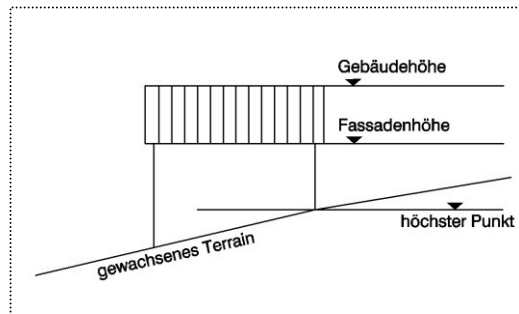 Gebäudehöhe
Fassadenhöhe
höchster Punkt
gewachsenes Terrain